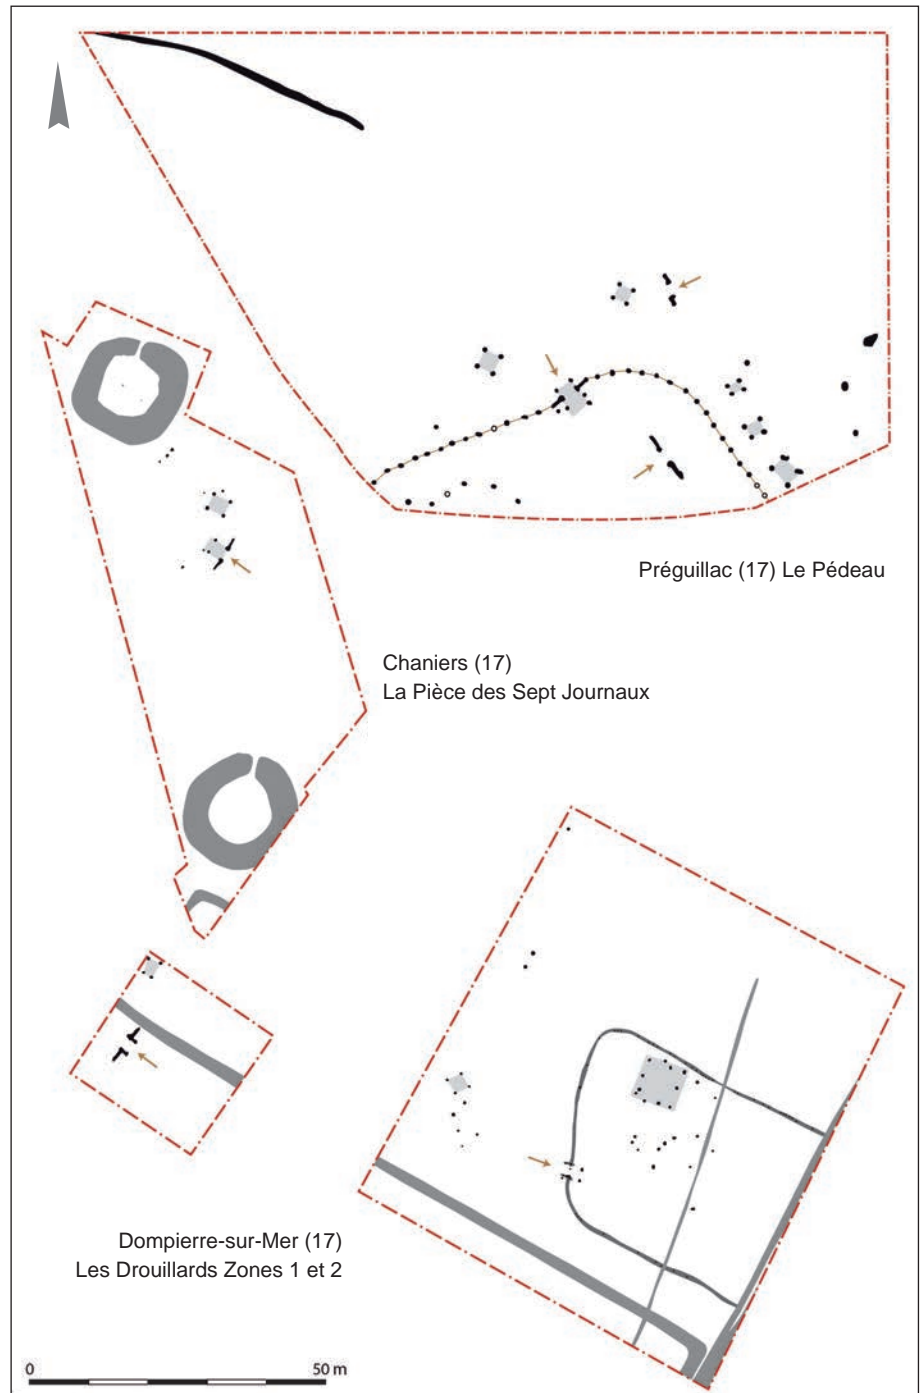 Préguillac (17) Le Pédeau
Chaniers (17)
La Pièce des Sept Journaux
Dompierre-sur-Mer (17)
Les Drouillards Zones 1 et 2
0 50 m